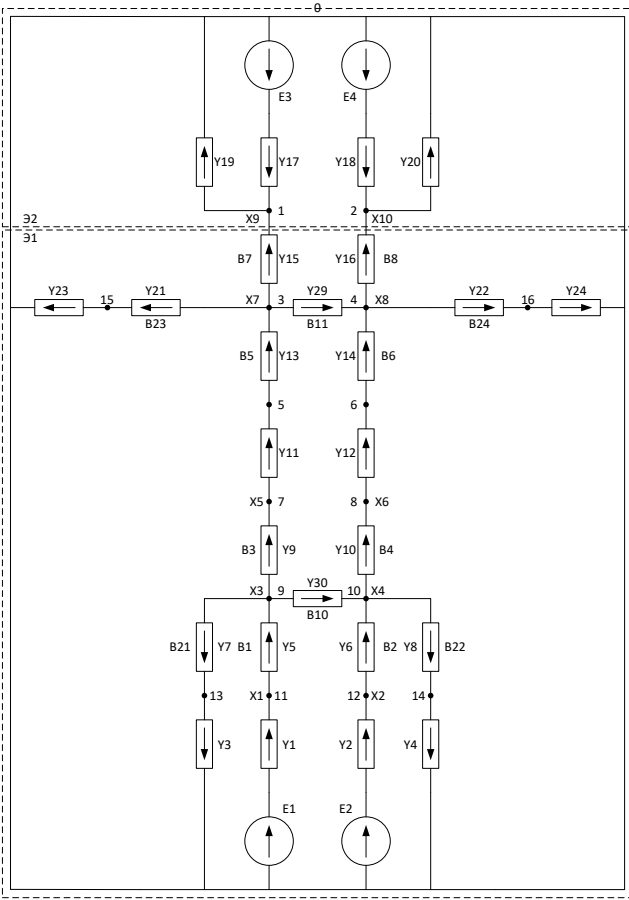 0
E3 E4
Y19 Y17 Y18 Y20
1 2
X9 X10
Э2
Э1
B7 Y15 Y16 B8
Y23 Y21 X7 3 Y29 4 X8 Y22 Y24
15 16
B23 B11 B24
B5 Y13 Y14 B6
5 6
Y11 Y12
X5 7 8 X6
B3 Y9 Y10 B4
Y30
X3 9 10 X4
B10
B21 Y7 B1 Y5 Y6 B2 Y8 B22
13 X1 11 12 X2 14
Y3 Y1 Y2 Y4
E1 E2